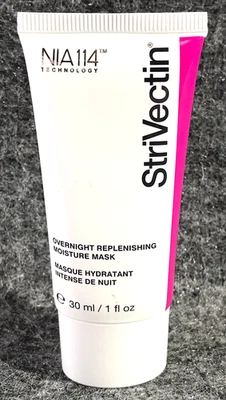 NIA114™
TECHNOLOGY
StriVectin®
OVERNIGHT REPLENISHING
MOISTURE MASK
MASQUE HYDRATANT
INTENSE DE NUIT
℮ 30 ml / 1 fl oz